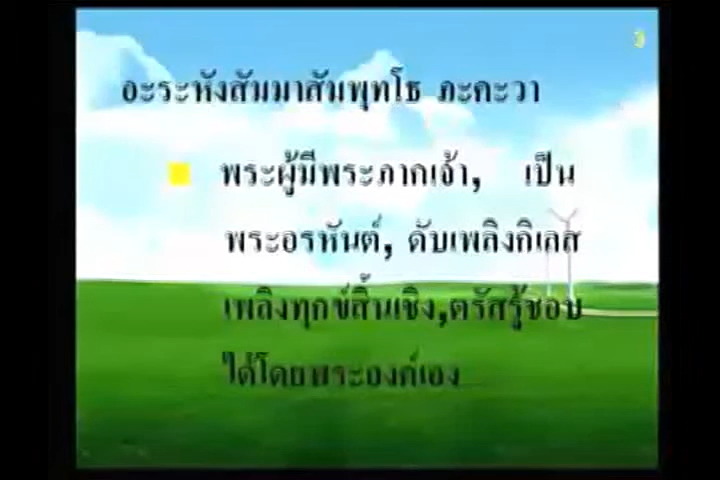 3
อะระหังสัมมาสัมพุทโธ ภะคะวา
พระผู้มีพระภาคเจ้า, เป็น
พระอรหันต์, ดับเพลิงกิเลส
เพลิงทุกข์สิ้นเชิง,ตรัสรู้ชอบ
ได้โดยพระองค์เอง